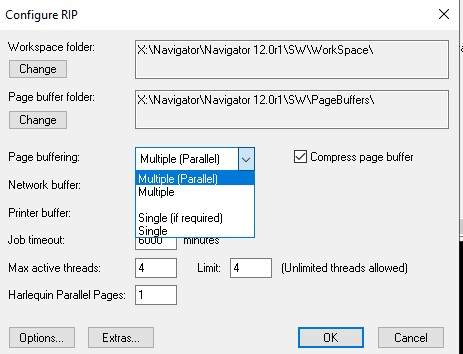 Configure RIP
Workspace folder:
X:\Navigator\Navigator 12.0r1\SW\WorkSpace\
Change
Page buffer folder:
X:\Navigator\Navigator 12.0r1\SW\PageBuffers\
Change
Page buffering:
Multiple (Parallel)
Compress page buffer
Multiple (Parallel)
Multiple
Network buffer:
Printer buffer:
Single (if required)
Single
Job timeout:
6000
minutes
Max active threads:
4
Limit:
4
(Unlimited threads allowed)
Harlequin Parallel Pages:
1
Options...
Extras...
OK
Cancel